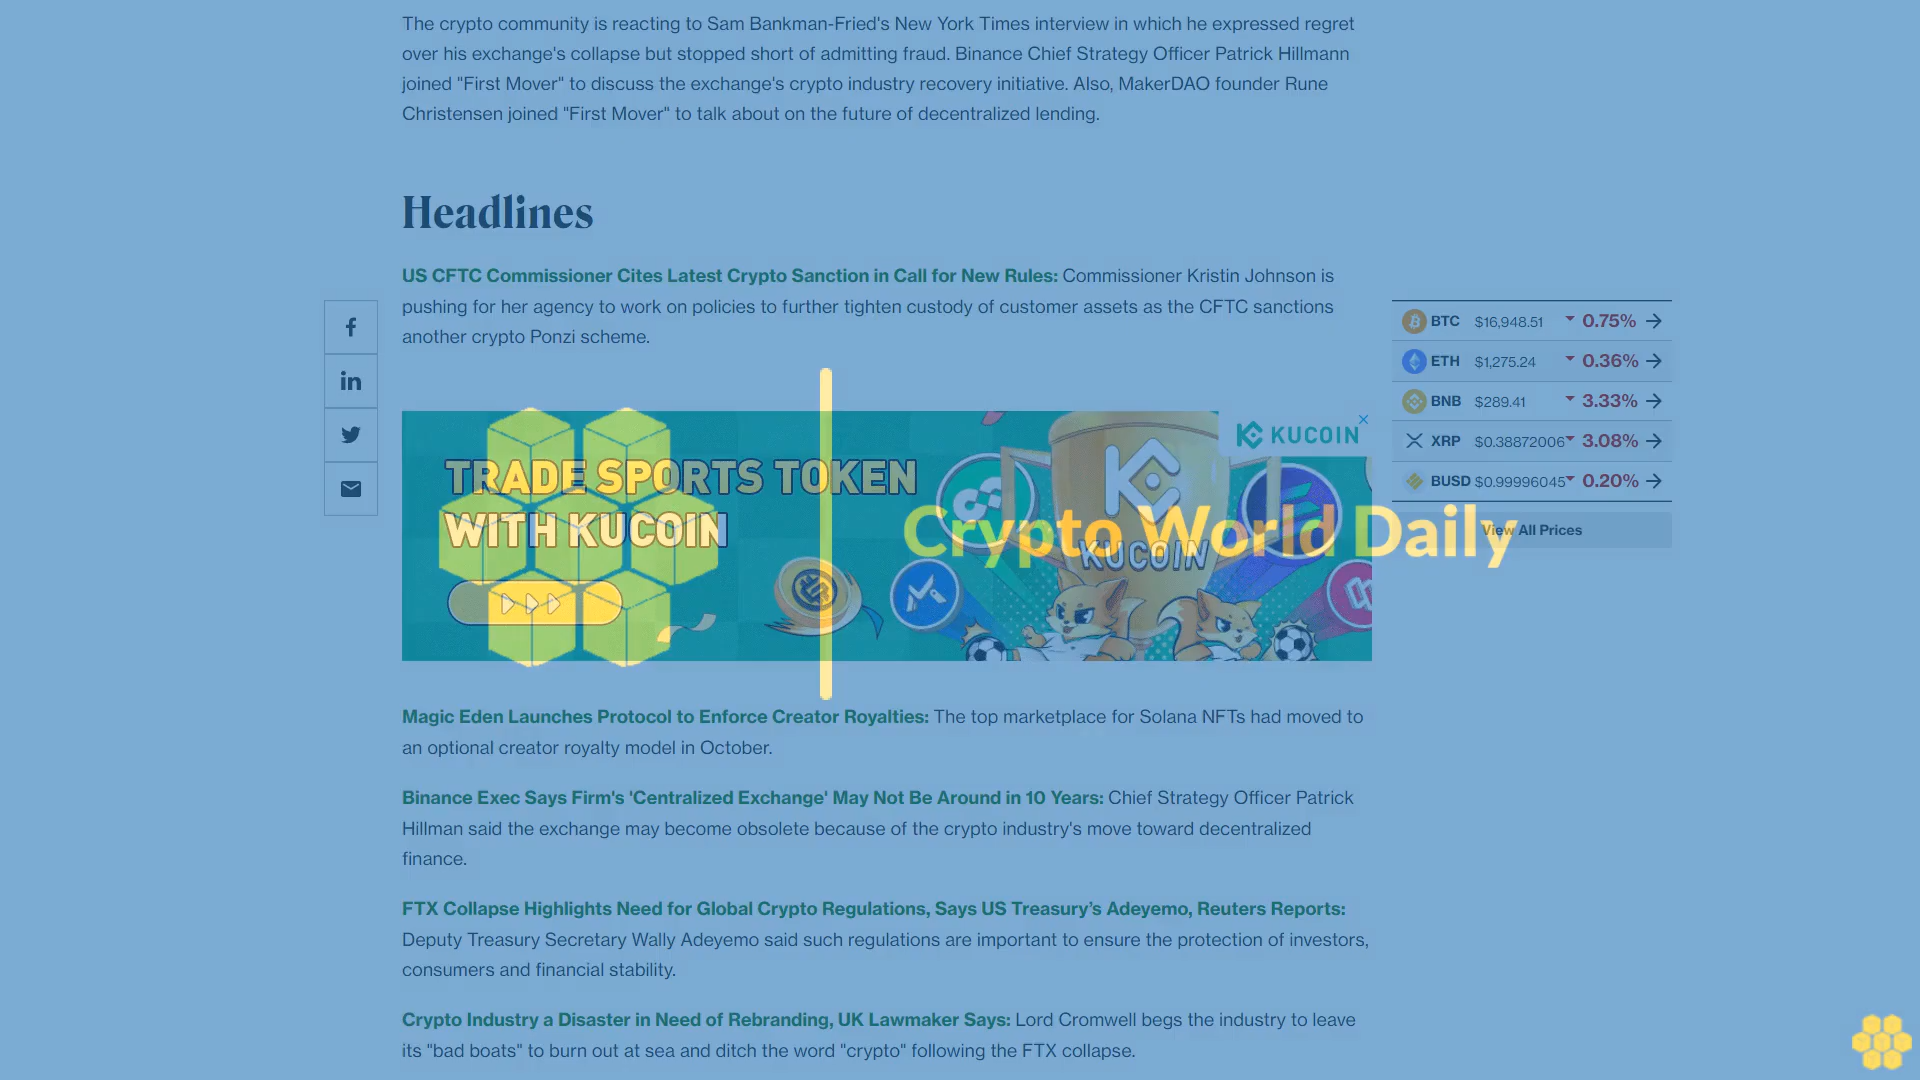 The crypto community is reacting to Sam Bankman-Fried's New York Times interview in which he expressed regret
over his exchange's collapse but stopped short of admitting fraud. Binance Chief Strategy Officer Patrick Hillmann
joined "First Mover" to discuss the exchange's crypto industry recovery initiative. Also, MakerDAO founder Rune
Christensen joined "First Mover" to talk about on the future of decentralized lending.
Headlines
US CFTC Commissioner Cites Latest Crypto Sanction in Call for New Rules: Commissioner Kristin Johnson is
pushing for her agency to work on policies to further tighten custody of customer assets as the CFTC sanctions
another crypto Ponzi scheme.
BTC $16,948.51 0.75%
ETH $1,275.24 0.36%
BNB $289.41 3.33%
XRP $0.38872006 3.08%
BUSD $0.99996045 0.20%
View All Prices
KUCOIN
TRADE SPORTS TOKEN
WITH KUCOIN
KUCOIN
Crypto World Daily
Magic Eden Launches Protocol to Enforce Creator Royalties: The top marketplace for Solana NFTs had moved to
an optional creator royalty model in October.
Binance Exec Says Firm's 'Centralized Exchange' May Not Be Around in 10 Years: Chief Strategy Officer Patrick
Hillman said the exchange may become obsolete because of the crypto industry's move toward decentralized
finance.
FTX Collapse Highlights Need for Global Crypto Regulations, Says US Treasury’s Adeyemo, Reuters Reports:
Deputy Treasury Secretary Wally Adeyemo said such regulations are important to ensure the protection of investors,
consumers and financial stability.
Crypto Industry a Disaster in Need of Rebranding, UK Lawmaker Says: Lord Cromwell begs the industry to leave
its "bad boats" to burn out at sea and ditch the word "crypto" following the FTX collapse.